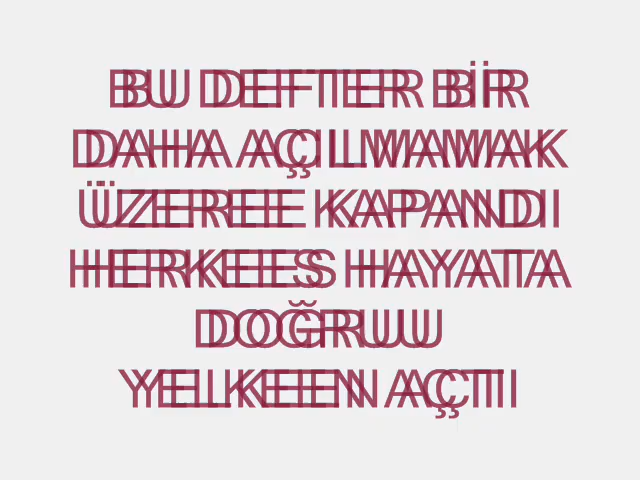 BU DEFTER BİR
DAHA AÇILMAMAK
ÜZERE KAPANDI
HERKES HAYATA
DOĞRU
YELKEN AÇTI